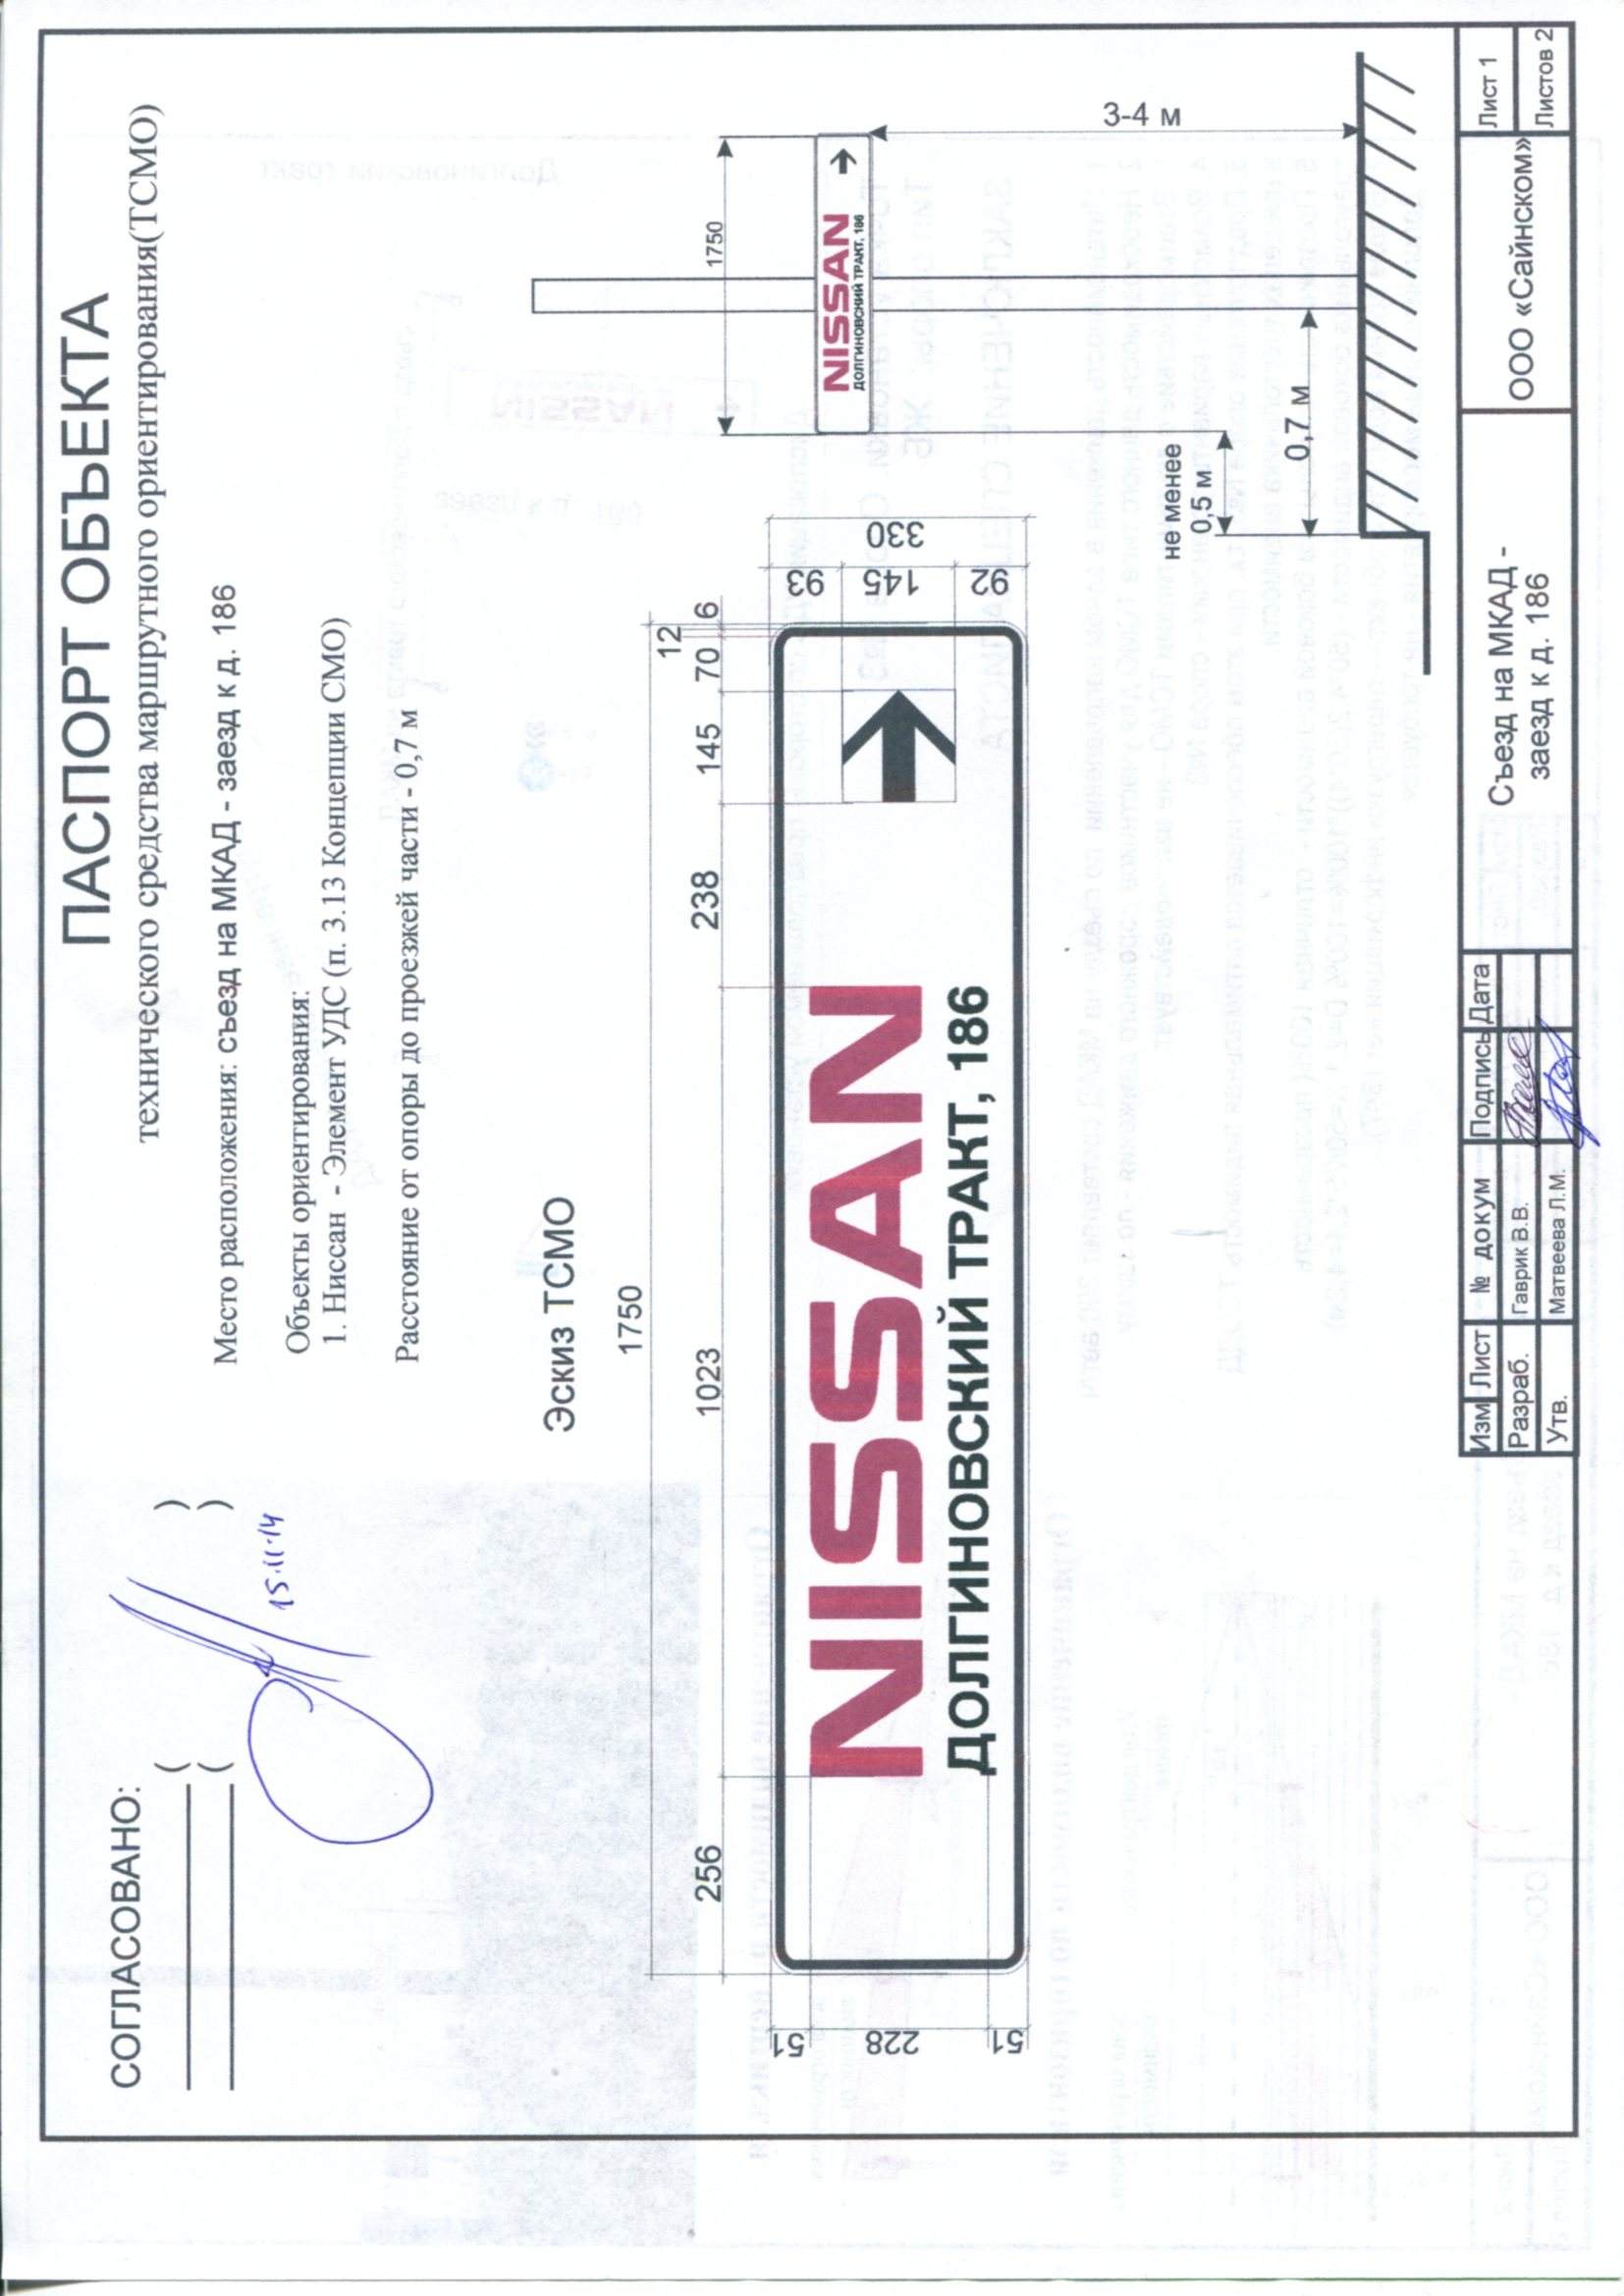 ПАСПОРТ ОБЪЕКТА
технического средства маршрутного ориентирования(ТСМО)
СОГЛАСОВАНО:
( )
( )
15.11.14
Место расположения: съезд на МКАД - заезд к д. 186
Объекты ориентирования:
1. Ниссан - Элемент УДС (п. 3.13 Концепции СМО)
Расстояние от опоры до проезжей части - 0,7 м
Эскиз ТСМО
1750
12
6
256
1023
238
145
70
51
228
51
93
145
92
330
NISSAN
ДОЛГИНОВСКИЙ ТРАКТ, 186
1750
NISSAN
ДОЛГИНОВСКИЙ ТРАКТ, 186
3-4 м
не менее
0,5 м
0,7 м
Изм Лист № докум Подпись Дата
Разраб. Гаврик В.В.
Утв. Матвеева Л.М.
Съезд на МКАД -
заезд к д. 186
ООО «Сайнском»
Лист 1
Листов 2